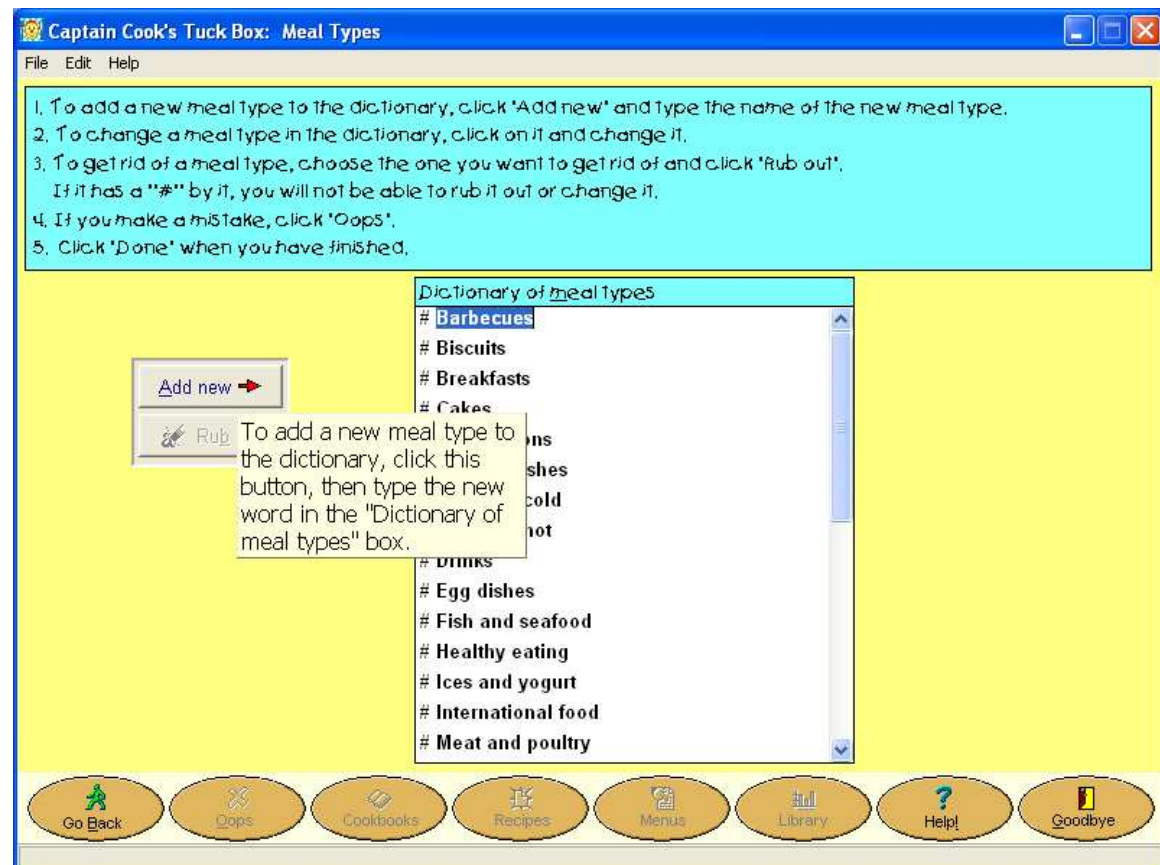 Captain Cook's Tuck Box: Meal Types
File Edit Help
1. To add a new meal type to the dictionary, click 'Add new' and type the name of the new meal type.
2. To change a meal type in the dictionary, click on it and change it.
3. To get rid of a meal type, choose the one you want to get rid of and click 'Rub out'.
If it has a "#" by it, you will not be able to rub it out or change it.
4. If you make a mistake, click 'Oops'.
5. Click 'Done' when you have finished.
Dictionary of meal types
# Barbecues
# Biscuits
# Breakfasts
# Cakes
ons
shes
cold
not
# Drinks
# Egg dishes
# Fish and seafood
# Healthy eating
# Ices and yogurt
# International food
# Meat and poultry
Add new
Rub
To add a new meal type to
the dictionary, click this
button, then type the new
word in the "Dictionary of
meal types" box.
Go Back
Oops
Cookbooks
Recipes
Menus
Library
Help!
Goodbye